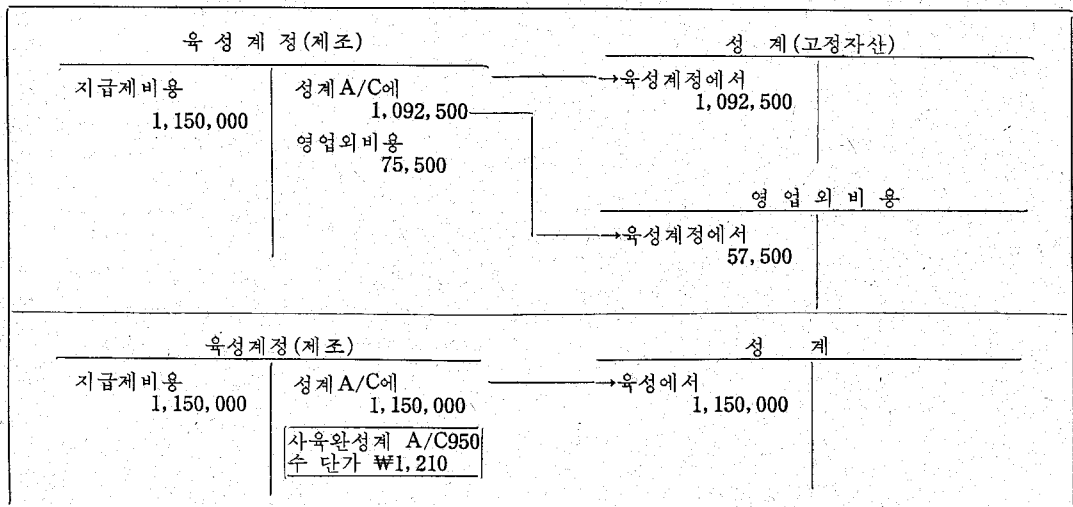 육 성 계 정(제조)
지급제비용
1,150,000
성계A/C에
1,092,500
영업외비용
75,500
성 계(고정자산)
→육성계정에서
1,092,500
영 업 외 비 용
→육성계정에서
57,500
육성계정(제조)
지급제비용
1,150,000
성계A/C에
1,150,000
사육완성계 A/C950
수 단가 ₩1,210
성 계
→육성에서
1,150,000